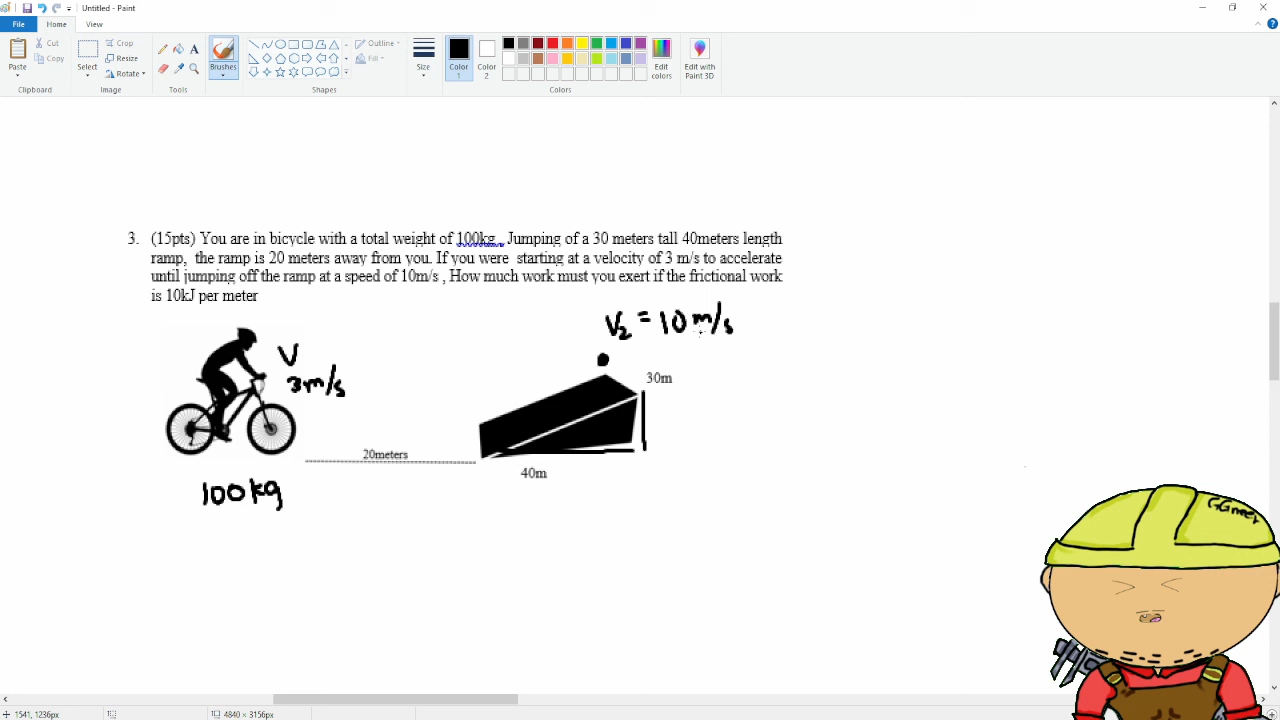 Untitled - Paint
File
Home
View
Paste
Cut
Copy
Clipboard
Select
Crop
Resize
Rotate
Image
Tools
Brushes
Outline
Fill
Shapes
Size
Color 1
Color 2
Edit colors
Colors
Edit with Paint 3D
3. (15pts) You are in bicycle with a total weight of 100kg . Jumping of a 30 meters tall 40meters length
ramp, the ramp is 20 meters away from you. If you were starting at a velocity of 3 m/s to accelerate
until jumping off the ramp at a speed of 10m/s , How much work must you exert if the frictional work
is 10kJ per meter
V2 = 10 m/s
V
3m/s
30m
20meters
40m
100kg
GGneer
1541, 1236px
4840 × 3156px